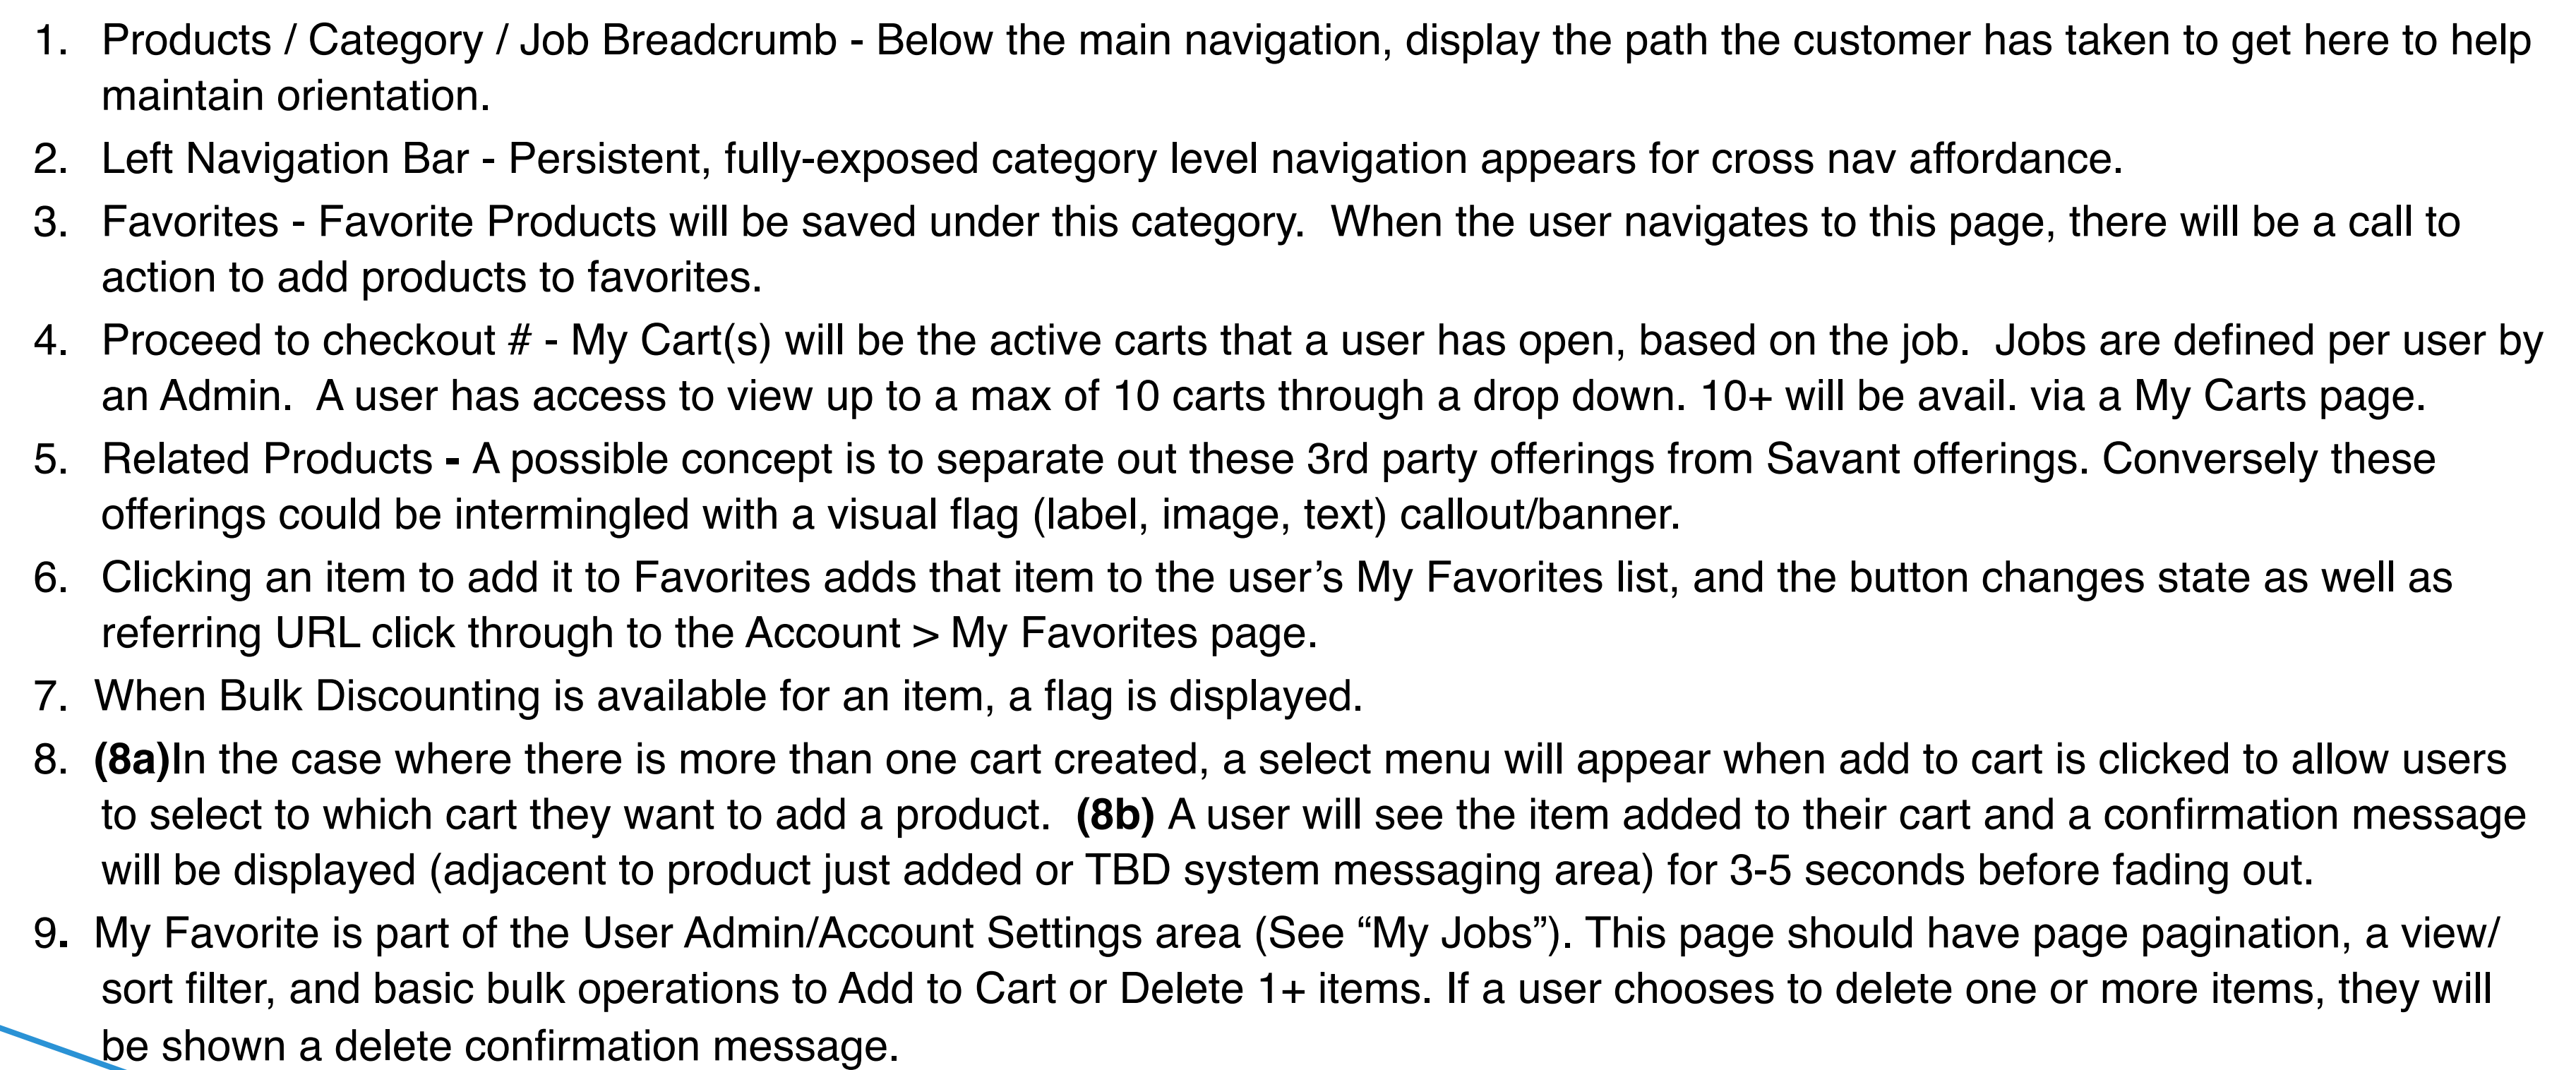 1. Products / Category / Job Breadcrumb - Below the main navigation, display the path the customer has taken to get here to help
maintain orientation.
2. Left Navigation Bar - Persistent, fully-exposed category level navigation appears for cross nav affordance.
3. Favorites - Favorite Products will be saved under this category.  When the user navigates to this page, there will be a call to
action to add products to favorites.
4. Proceed to checkout # - My Cart(s) will be the active carts that a user has open, based on the job.  Jobs are defined per user by
an Admin.  A user has access to view up to a max of 10 carts through a drop down. 10+ will be avail. via a My Carts page.
5. Related Products - A possible concept is to separate out these 3rd party offerings from Savant offerings. Conversely these
offerings could be intermingled with a visual flag (label, image, text) callout/banner.
6. Clicking an item to add it to Favorites adds that item to the user’s My Favorites list, and the button changes state as well as
referring URL click through to the Account > My Favorites page.
7. When Bulk Discounting is available for an item, a flag is displayed.
8. (8a)In the case where there is more than one cart created, a select menu will appear when add to cart is clicked to allow users
to select to which cart they want to add a product.  (8b) A user will see the item added to their cart and a confirmation message
will be displayed (adjacent to product just added or TBD system messaging area) for 3-5 seconds before fading out.
9. My Favorite is part of the User Admin/Account Settings area (See “My Jobs”). This page should have page pagination, a view/
sort filter, and basic bulk operations to Add to Cart or Delete 1+ items. If a user chooses to delete one or more items, they will
be shown a delete confirmation message.